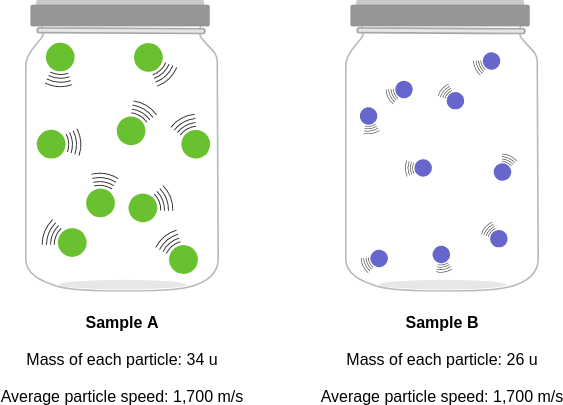 Sample A
Mass of each particle: 34 u
Average particle speed: 1,700 m/s
Sample B
Mass of each particle: 26 u
Average particle speed: 1,700 m/s